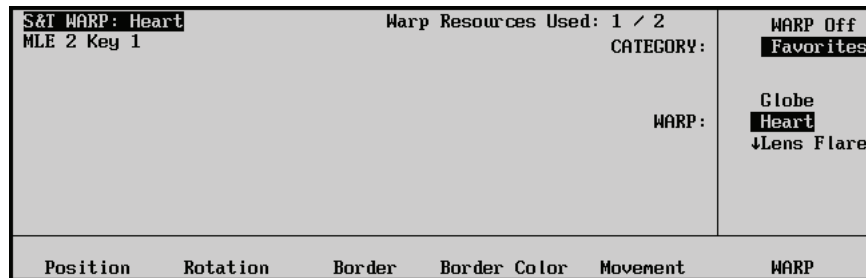 S&T WARP: Heart Warp Resources Used: 1 / 2 WARP Off
MLE 2 Key 1 CATEGORY: Favorites
Globe
WARP: Heart
↓Lens Flare
Position Rotation Border Border Color Movement WARP